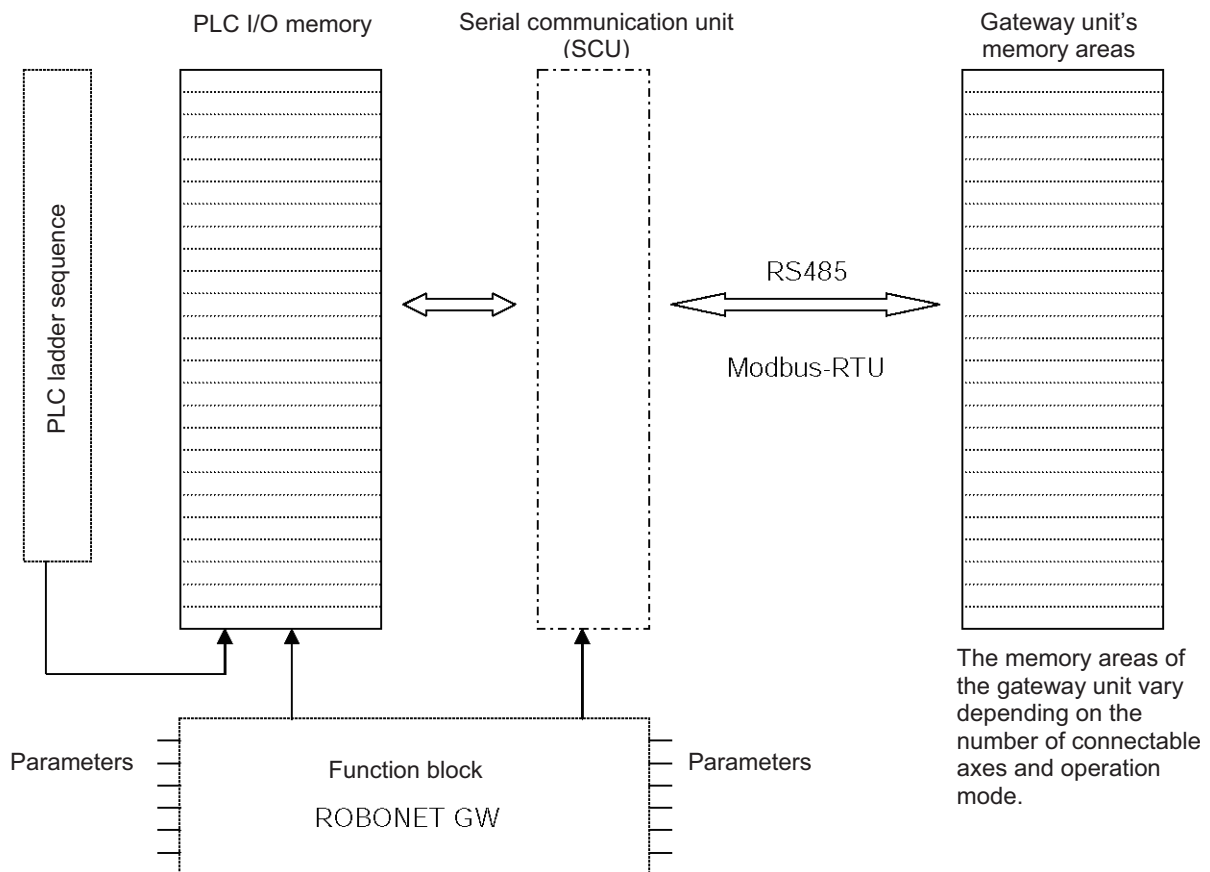 PLC I/O memory
Serial communication unit
(SCU)
Gateway unit's
memory areas
PLC ladder sequence
RS485
Modbus-RTU
The memory areas of
the gateway unit vary
depending on the
number of connectable
axes and operation
mode.
Parameters
Function block
ROBONET GW
Parameters